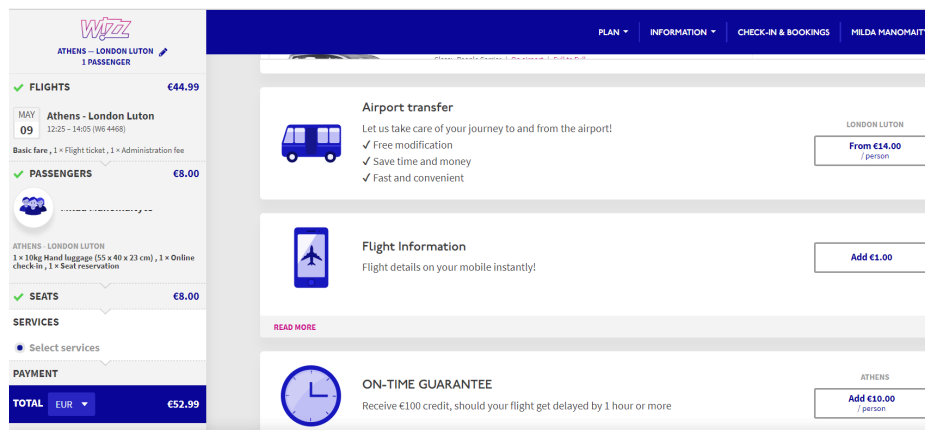 W!ZZ
ATHENS — LONDON LUTON
1 PASSENGER
FLIGHTS €44.99
MAY
09
Athens - London Luton
12:25 – 14:05 (W6 4468)
Basic fare , 1 × Flight ticket , 1 × Administration fee
PASSENGERS €8.00
ATHENS - LONDON LUTON
1 × 10kg Hand luggage (55 x 40 x 23 cm) , 1 × Online
check-in , 1 × Seat reservation
SEATS €8.00
SERVICES
Select services
PAYMENT
TOTAL EUR €52.99
PLAN INFORMATION CHECK-IN & BOOKINGS MILDA MANOMAITY
Airport transfer
Let us take care of your journey to and from the airport!
✓ Free modification
✓ Save time and money
✓ Fast and convenient
LONDON LUTON
From €14.00
/ person
Flight Information
Flight details on your mobile instantly!
Add €1.00
READ MORE
ON-TIME GUARANTEE
Receive €100 credit, should your flight get delayed by 1 hour or more
ATHENS
Add €10.00
/ person